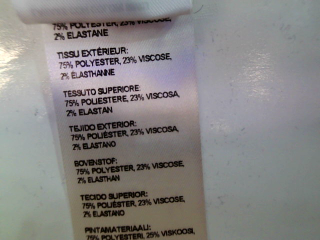 75% POLYESTER, 23% VISCOSE,
2% ELASTANE
TISSU EXTÉRIEUR:
75% POLYESTER, 23% VISCOSE,
2% ÉLASTHANNE
TESSUTO SUPERIORE:
75% POLIESTERE, 23% VISCOSA,
2% ELASTAN
TEJIDO EXTERIOR:
75% POLIÉSTER, 23% VISCOSA,
2% ELASTANO
BOVENSTOF:
75% POLYESTER, 23% VISCOSE,
2% ELASTHAN
TECIDO SUPERIOR:
75% POLIÉSTER, 23% VISCOSE,
2% ELASTANO
PINTAMATERIAALI:
75% POLYESTERI, 23% VISKOOSI,